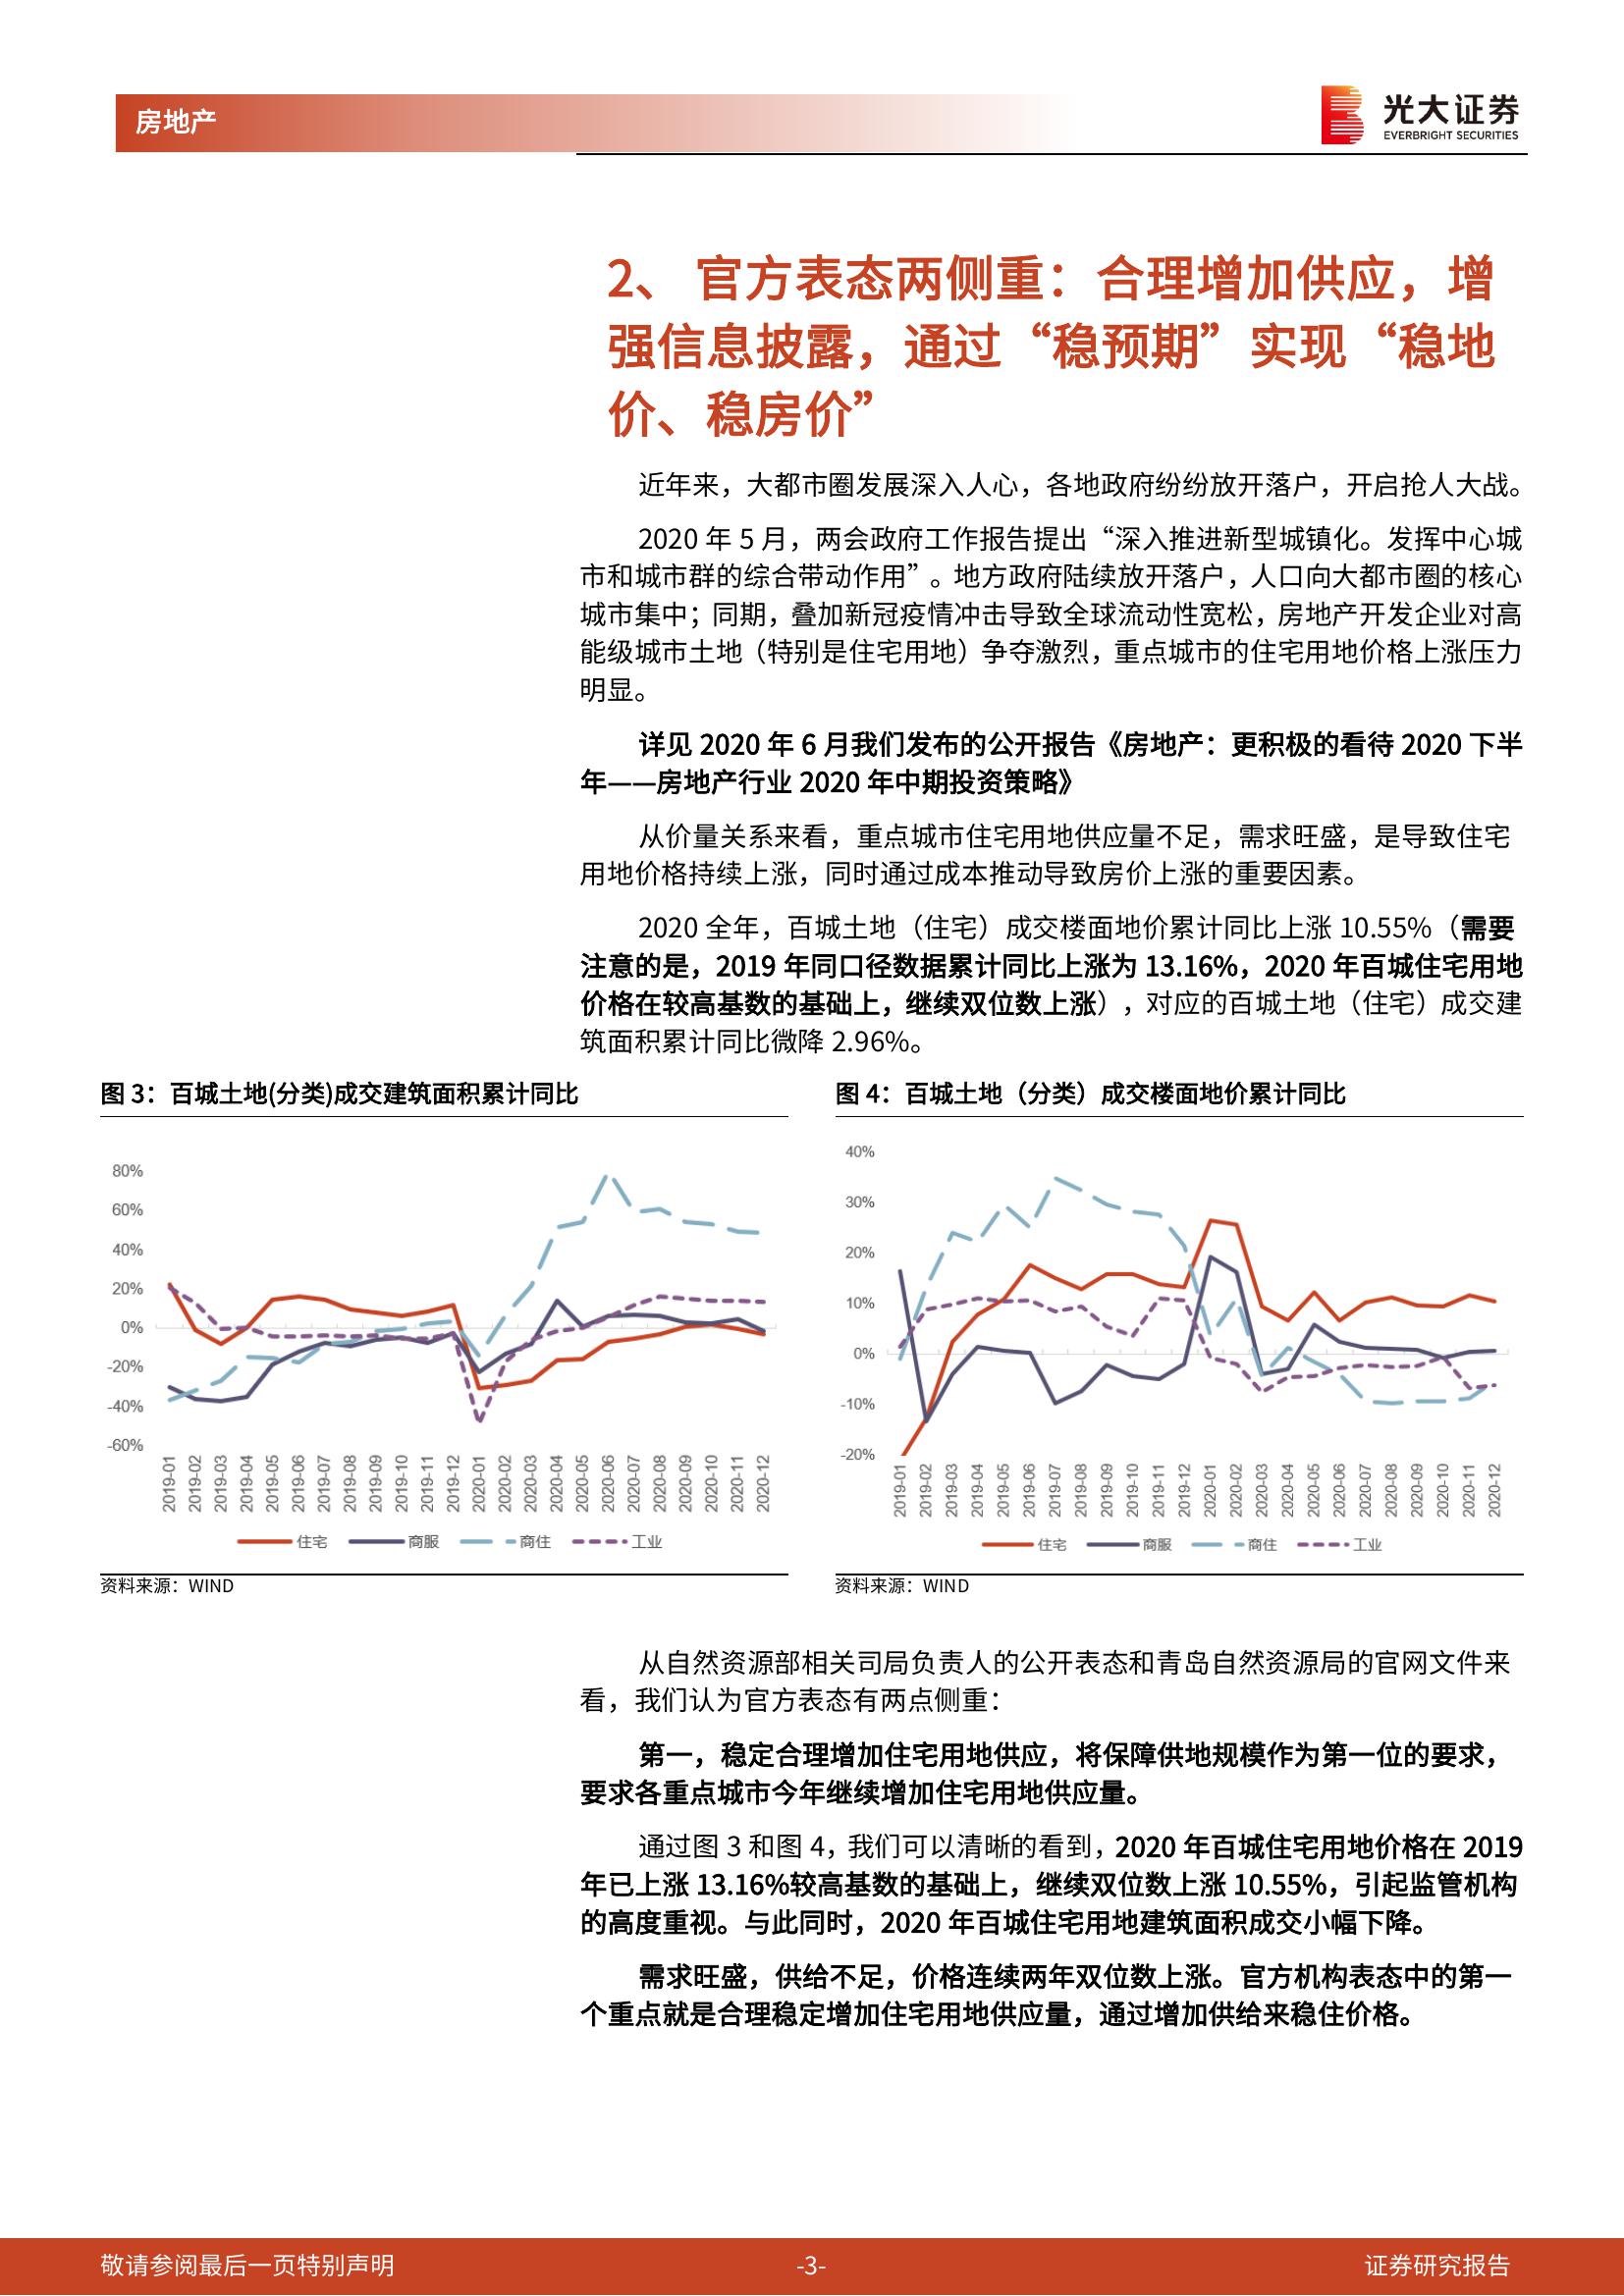 房地产
光大证券
EVERBRIGHT SECURITIES
2、 官方表态两侧重：合理增加供应，增
强信息披露，通过“稳预期”实现“稳地
价、稳房价”
近年来，大都市圈发展深入人心，各地政府纷纷放开落户，开启抢人大战。
2020 年 5 月，两会政府工作报告提出“深入推进新型城镇化。发挥中心城
市和城市群的综合带动作用”。地方政府陆续放开落户，人口向大都市圈的核心
城市集中；同期，叠加新冠疫情冲击导致全球流动性宽松，房地产开发企业对高
能级城市土地（特别是住宅用地）争夺激烈，重点城市的住宅用地价格上涨压力
明显。
详见 2020 年 6 月我们发布的公开报告《房地产：更积极的看待 2020 下半
年——房地产行业 2020 年中期投资策略》
从价量关系来看，重点城市住宅用地供应量不足，需求旺盛，是导致住宅
用地价格持续上涨，同时通过成本推动导致房价上涨的重要因素。
2020 全年，百城土地（住宅）成交楼面地价累计同比上涨 10.55%（需要
注意的是，2019 年同口径数据累计同比上涨为 13.16%，2020 年百城住宅用地
价格在较高基数的基础上，继续双位数上涨），对应的百城土地（住宅）成交建
筑面积累计同比微降 2.96%。
图 3：百城土地(分类)成交建筑面积累计同比
80%
60%
40%
20%
0%
-20%
-40%
-60%
2019-01 2019-02 2019-03 2019-04 2019-05 2019-06 2019-07 2019-08 2019-09 2019-10 2019-11 2019-12 2020-01 2020-02 2020-03 2020-04 2020-05 2020-06 2020-07 2020-08 2020-09 2020-10 2020-11 2020-12
住宅 商服 商住 工业
资料来源：WIND
图 4：百城土地（分类）成交楼面地价累计同比
40%
30%
20%
10%
0%
-10%
-20%
2019-01 2019-02 2019-03 2019-04 2019-05 2019-06 2019-07 2019-08 2019-09 2019-10 2019-11 2019-12 2020-01 2020-02 2020-03 2020-04 2020-05 2020-06 2020-07 2020-08 2020-09 2020-10 2020-11 2020-12
住宅 商服 商住 工业
资料来源：WIND
从自然资源部相关司局负责人的公开表态和青岛自然资源局的官网文件来
看，我们认为官方表态有两点侧重：
第一，稳定合理增加住宅用地供应，将保障供地规模作为第一位的要求，
要求各重点城市今年继续增加住宅用地供应量。
通过图 3 和图 4，我们可以清晰的看到，2020 年百城住宅用地价格在 2019
年已上涨 13.16%较高基数的基础上，继续双位数上涨 10.55%，引起监管机构
的高度重视。与此同时，2020 年百城住宅用地建筑面积成交小幅下降。
需求旺盛，供给不足，价格连续两年双位数上涨。官方机构表态中的第一
个重点就是合理稳定增加住宅用地供应量，通过增加供给来稳住价格。
敬请参阅最后一页特别声明
-3-
证券研究报告